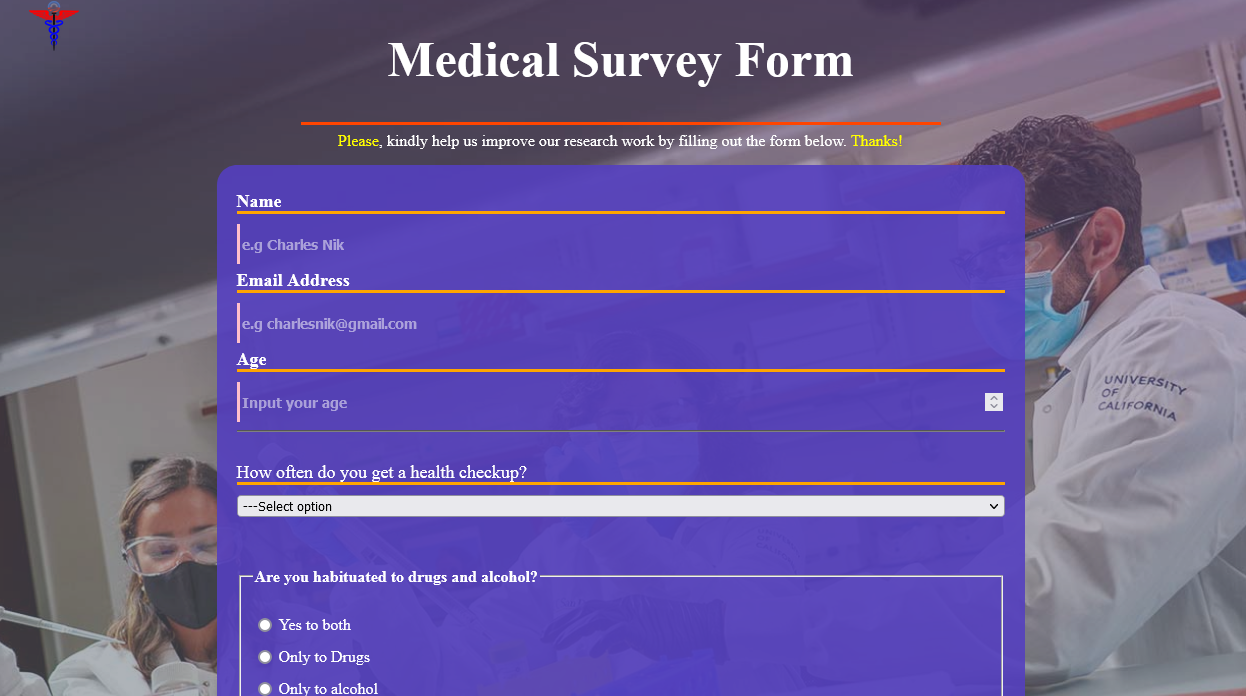 Medical Survey Form
Please, kindly help us improve our research work by filling out the form below. Thanks!
Name
e.g Charles Nik
Email Address
e.g charlesnik@gmail.com
Age
Input your age
UNIVERSITY
OF
CALIFORNIA
How often do you get a health checkup?
---Select option
Are you habituated to drugs and alcohol?
Yes to both
Only to Drugs
Only to alcohol